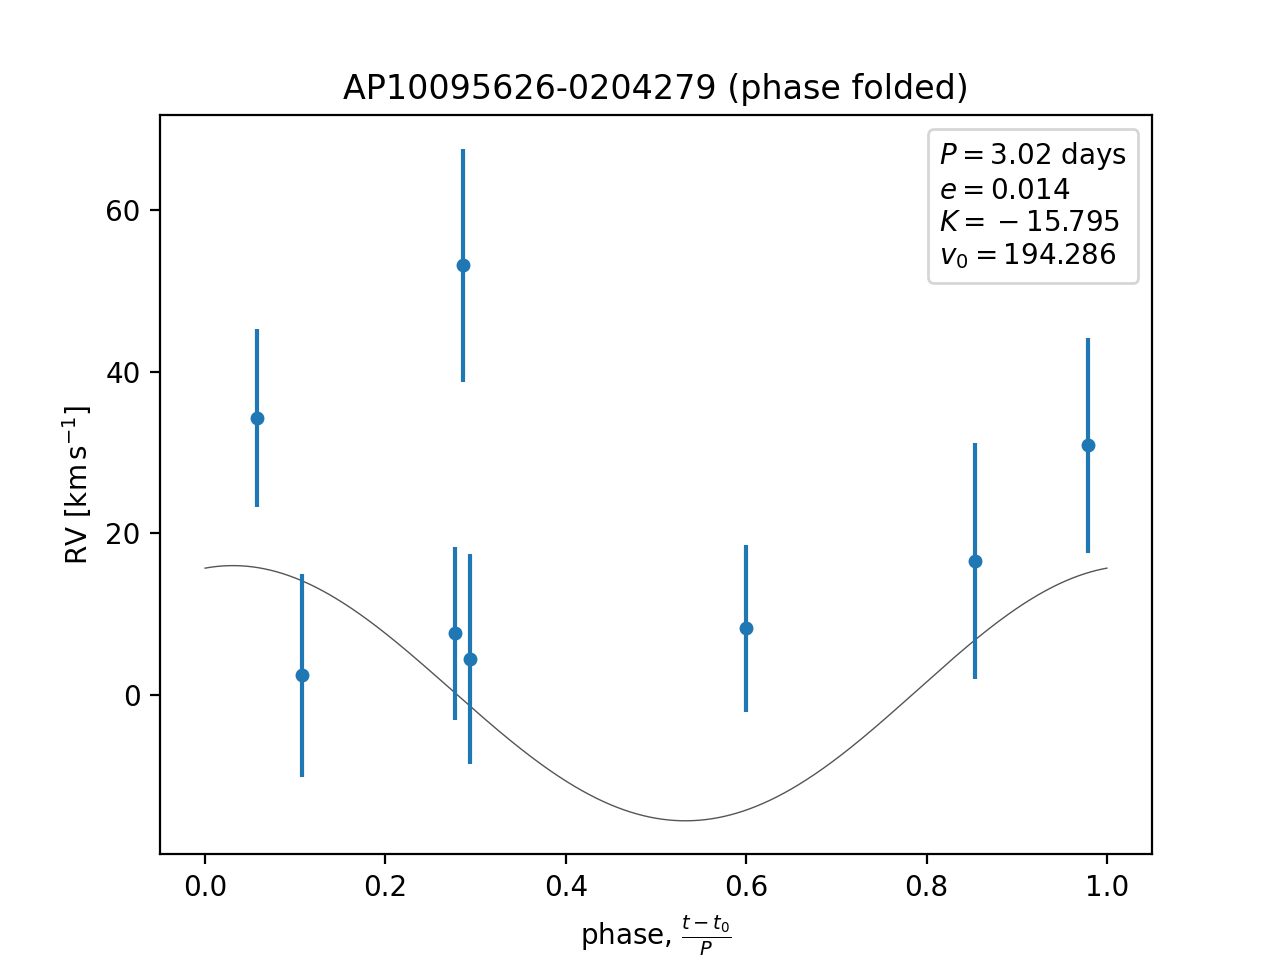 AP10095626-0204279 (phase folded)
P = 3.02 days
e = 0.014
K = −15.795
v₀ = 194.286
RV [km s⁻¹]
60
40
20
0
0.0 0.2 0.4 0.6 0.8 1.0
phase, (t − t₀)/P